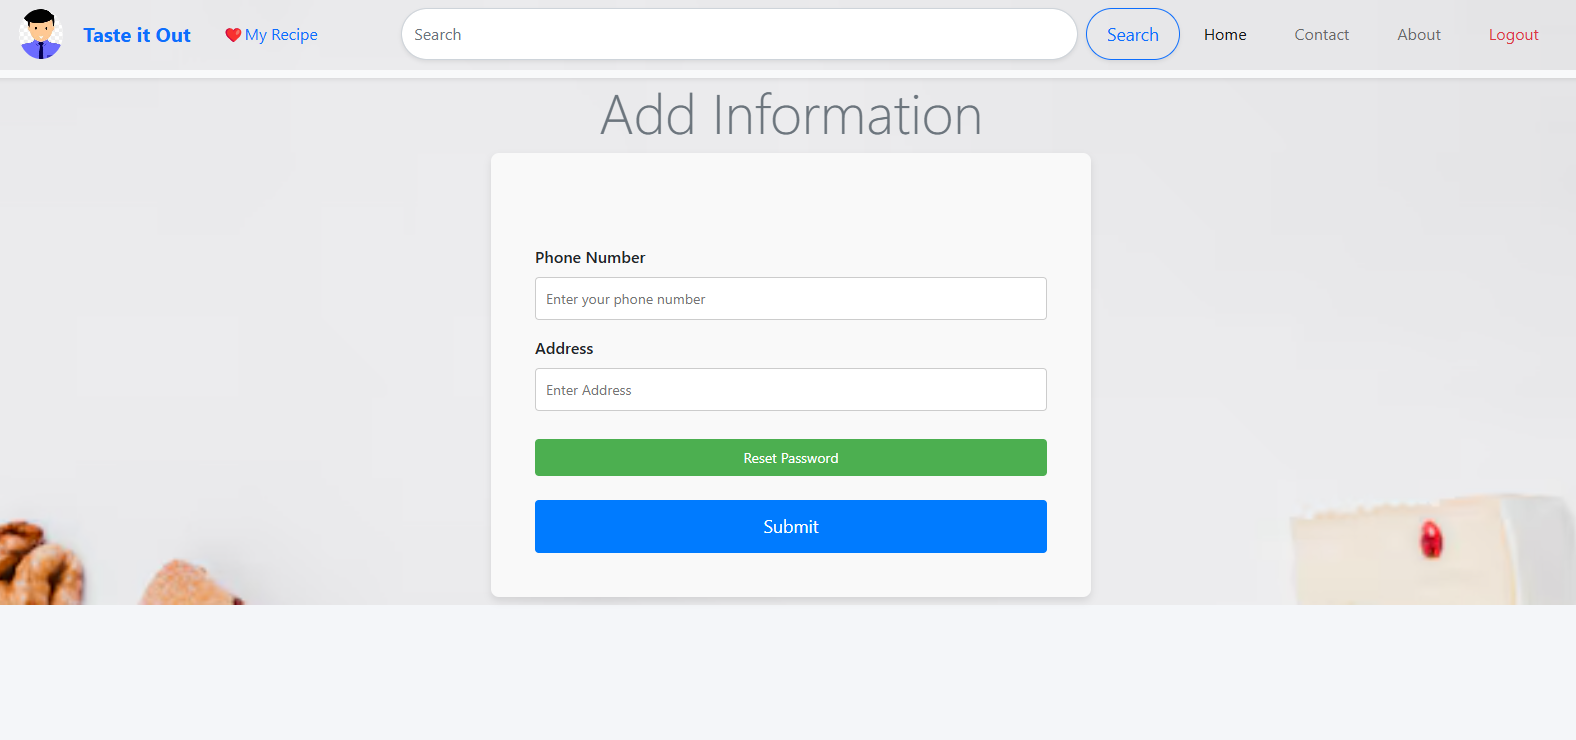 Taste it Out ❤️ My Recipe Search Search Home Contact About Logout
Add Information
Phone Number
Enter your phone number
Address
Enter Address
Reset Password
Submit